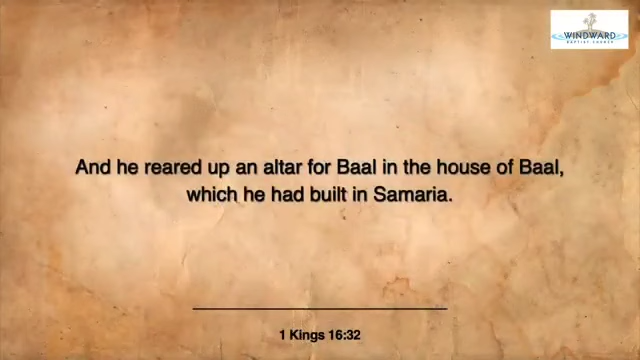 WINDWARD
BAPTIST CHURCH
And he reared up an altar for Baal in the house of Baal,
which he had built in Samaria.
1 Kings 16:32